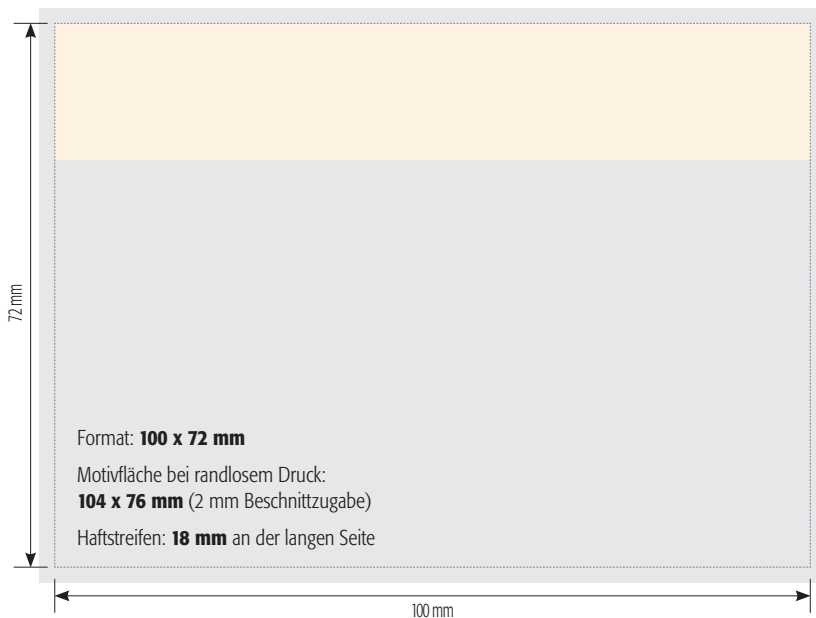 72 mm
Format: 100 x 72 mm
Motivfläche bei randlosem Druck:
104 x 76 mm (2 mm Beschnittzugabe)
Haftstreifen: 18 mm an der langen Seite
100 mm